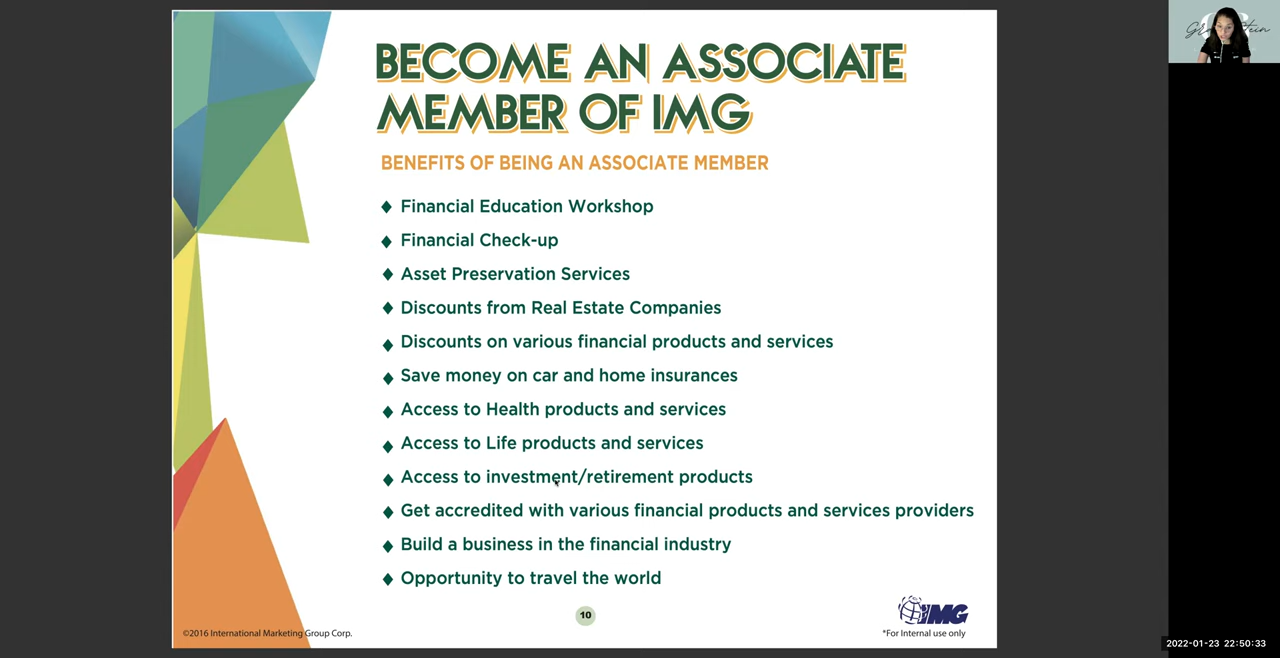 BECOME AN ASSOCIATE
MEMBER OF IMG
BENEFITS OF BEING AN ASSOCIATE MEMBER
♦ Financial Education Workshop
♦ Financial Check-up
♦ Asset Preservation Services
♦ Discounts from Real Estate Companies
♦ Discounts on various financial products and services
♦ Save money on car and home insurances
♦ Access to Health products and services
♦ Access to Life products and services
♦ Access to investment/retirement products
♦ Get accredited with various financial products and services providers
♦ Build a business in the financial industry
♦ Opportunity to travel the world
10
IMG
©2016 International Marketing Group Corp.
*For Internal use only
2022-01-23 22:50:33